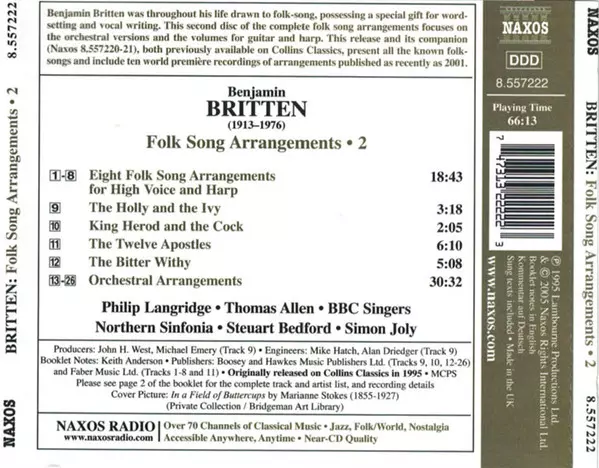 8.557222
BRITTEN: Folk Song Arrangements • 2
NAXOS
Benjamin Britten was throughout his life drawn to folk-song, possessing a special gift for word-
setting and vocal writing. This second disc of the complete folk song arrangements focuses on
the orchestral versions and the volumes for guitar and harp. This release and its companion
(Naxos 8.557220-21), both previously available on Collins Classics, present all the known folk-
songs and include ten world première recordings of arrangements published as recently as 2001.
Benjamin
BRITTEN
(1913–1976)
Folk Song Arrangements • 2
1-8 Eight Folk Song Arrangements
for High Voice and Harp 18:43
9 The Holly and the Ivy 3:18
10 King Herod and the Cock 2:05
11 The Twelve Apostles 6:10
12 The Bitter Withy 5:08
13-26 Orchestral Arrangements 30:32
Philip Langridge • Thomas Allen • BBC Singers
Northern Sinfonia • Steuart Bedford • Simon Joly
Producers: John H. West, Michael Emery (Track 9) • Engineers: Mike Hatch, Alan Driedger (Track 9)
Booklet Notes: Keith Anderson • Publishers: Boosey and Hawkes Music Publishers Ltd. (Tracks 9, 10, 12-26)
and Faber Music Ltd. (Tracks 1-8 and 11) • Originally released on Collins Classics in 1995 • MCPS
Please see page 2 of the booklet for the complete track and artist list, and recording details
Cover Picture: In a Field of Buttercups by Marianne Stokes (1855-1927)
(Private Collection / Bridgeman Art Library)
NAXOS RADIO
www.naxosradio.com
Over 70 Channels of Classical Music • Jazz, Folk/World, Nostalgia
Accessible Anywhere, Anytime • Near-CD Quality
NAXOS
DDD
8.557222
Playing Time
66:13
7 47313 22222 3
℗ 1995 Lambourne Productions Ltd.
& © 2005 Naxos Rights International Ltd.
Booklet notes in English
Kommentar auf Deutsch
Sung texts included • Made in the UK
www.naxos.com
NAXOS
BRITTEN: Folk Song Arrangements • 2
8.557222